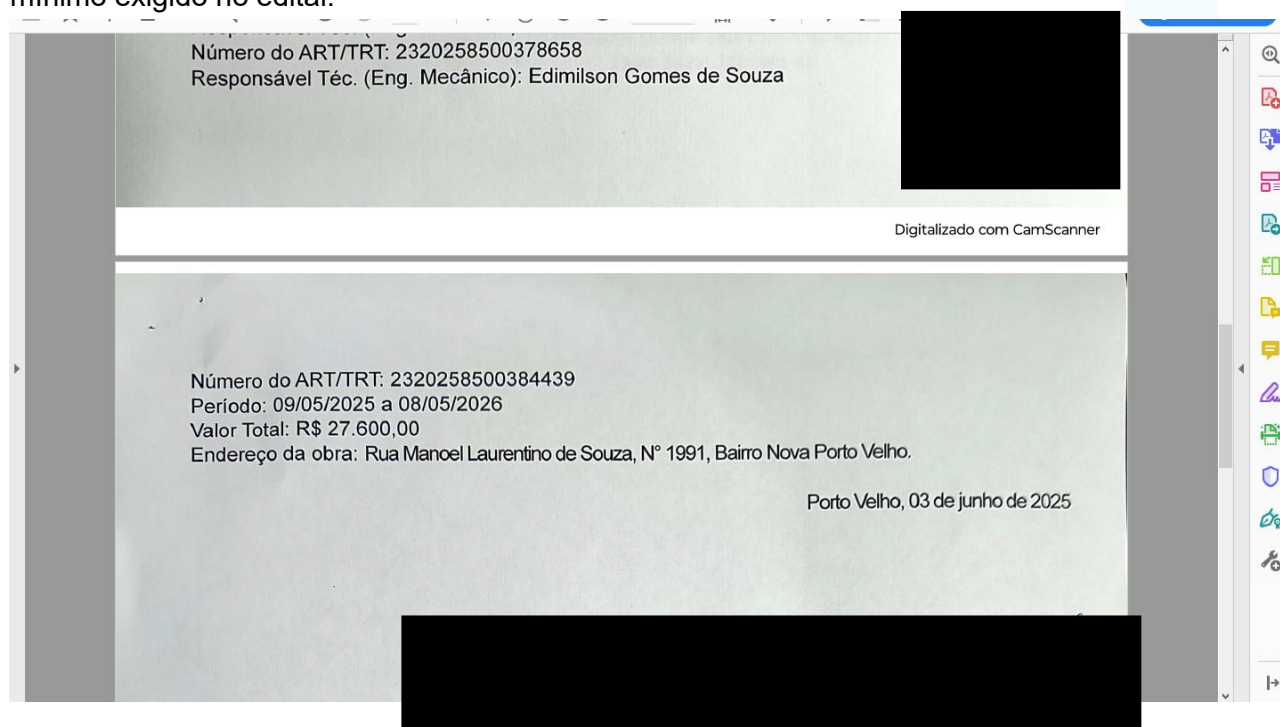 mínimo exigido no edital.
Número do ART/TRT: 2320258500378658
Responsável Téc. (Eng. Mecânico): Edimilson Gomes de Souza
Digitalizado com CamScanner
Número do ART/TRT: 2320258500384439
Período: 09/05/2025 a 08/05/2026
Valor Total: R$ 27.600,00
Endereço da obra: Rua Manoel Laurentino de Souza, N° 1991, Bairro Nova Porto Velho.
Porto Velho, 03 de junho de 2025